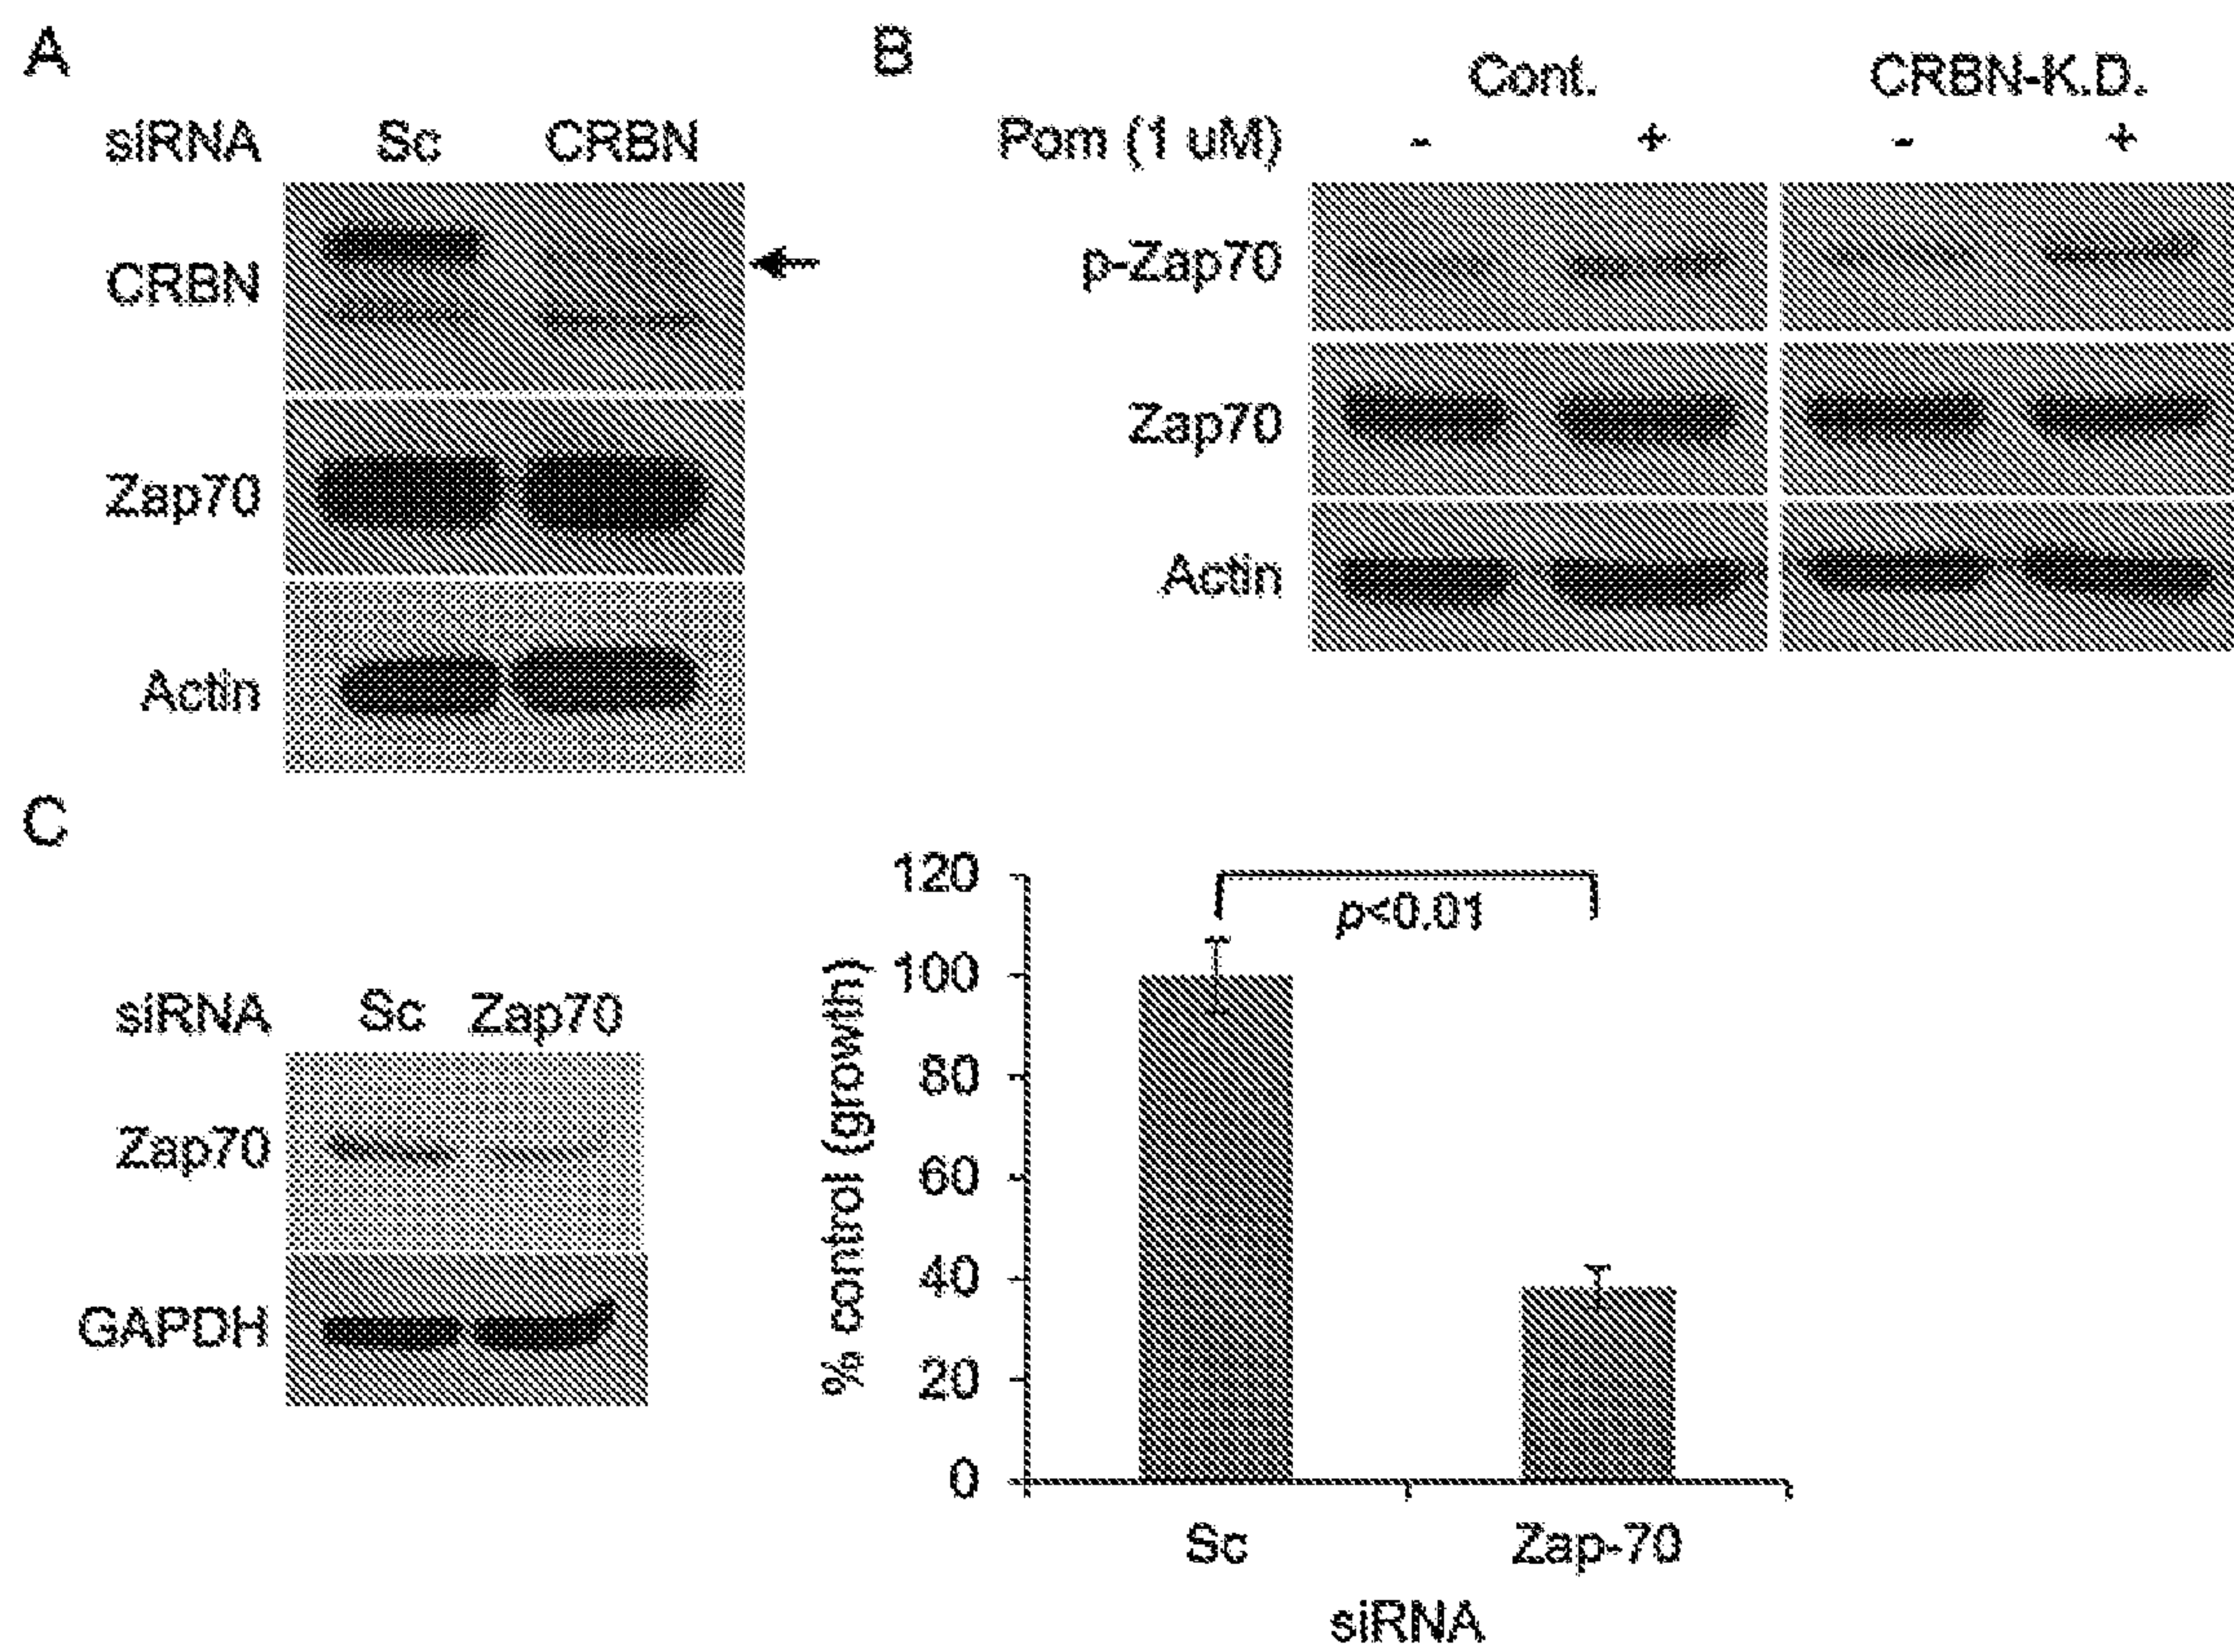 A
siRNA Sc CRBN
CRBN
Zap70
Actin
B
Cont. CRBN-K.D.
Pom (1 uM) - + - +
p-Zap70
Zap70
Actin
C
siRNA Sc Zap70
Zap70
GAPDH
% control (growth)
120
100
80
60
40
20
0
p<0.01
Sc Zap-70
siRNA